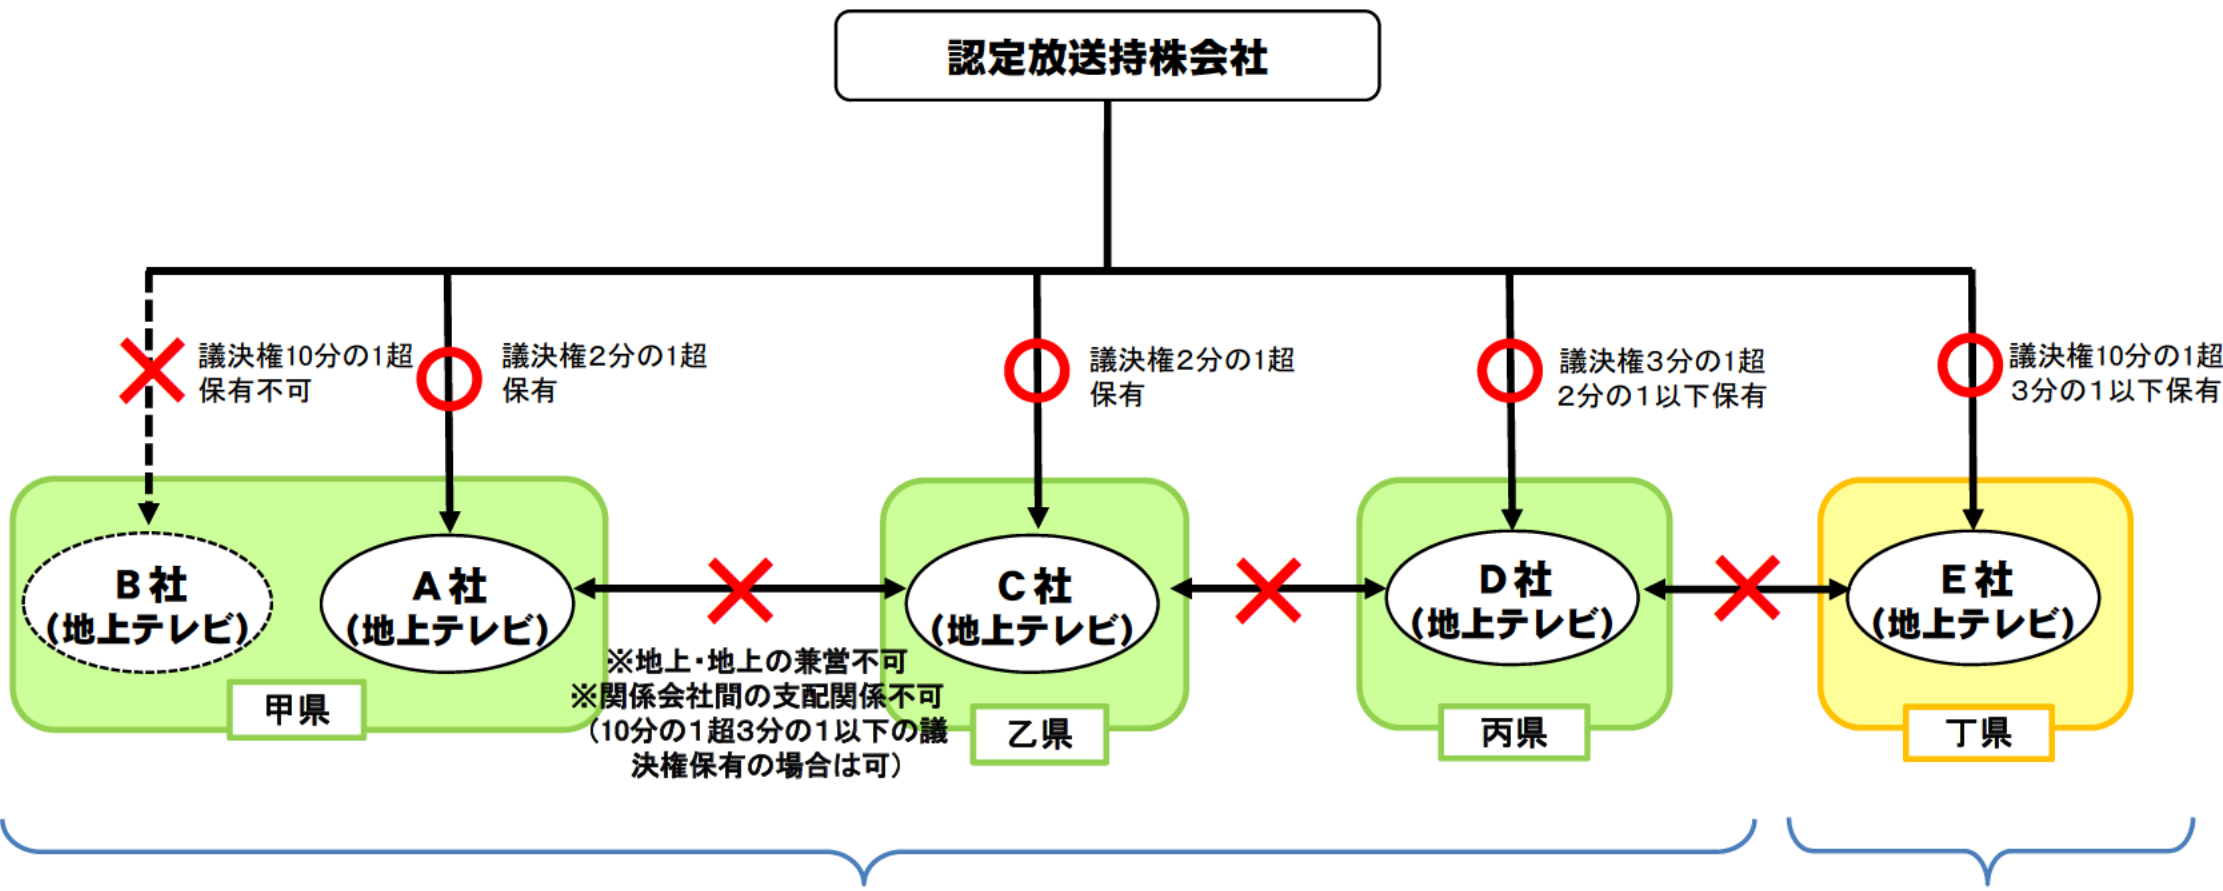 認定放送持株会社
議決権10分の1超
保有不可
議決権２分の1超
保有
議決権２分の1超
保有
議決権３分の1超
２分の１以下保有
議決権10分の1超
３分の１以下保有
Ｂ社
（地上テレビ）
Ａ社
（地上テレビ）
Ｃ社
（地上テレビ）
Ｄ社
（地上テレビ）
Ｅ社
（地上テレビ）
※地上・地上の兼営不可
※関係会社間の支配関係不可
（10分の１超３分の１以下の議
決権保有の場合は可）
甲県
乙県
丙県
丁県